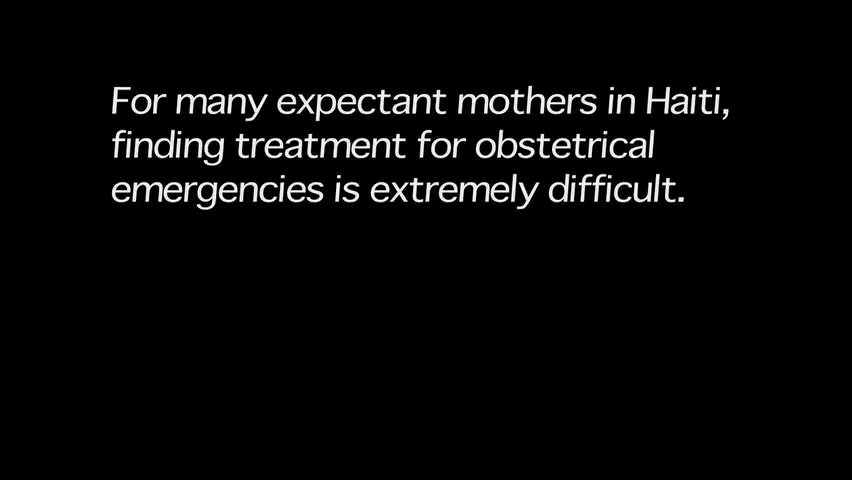 For many expectant mothers in Haiti,
finding treatment for obstetrical
emergencies is extremely difficult.